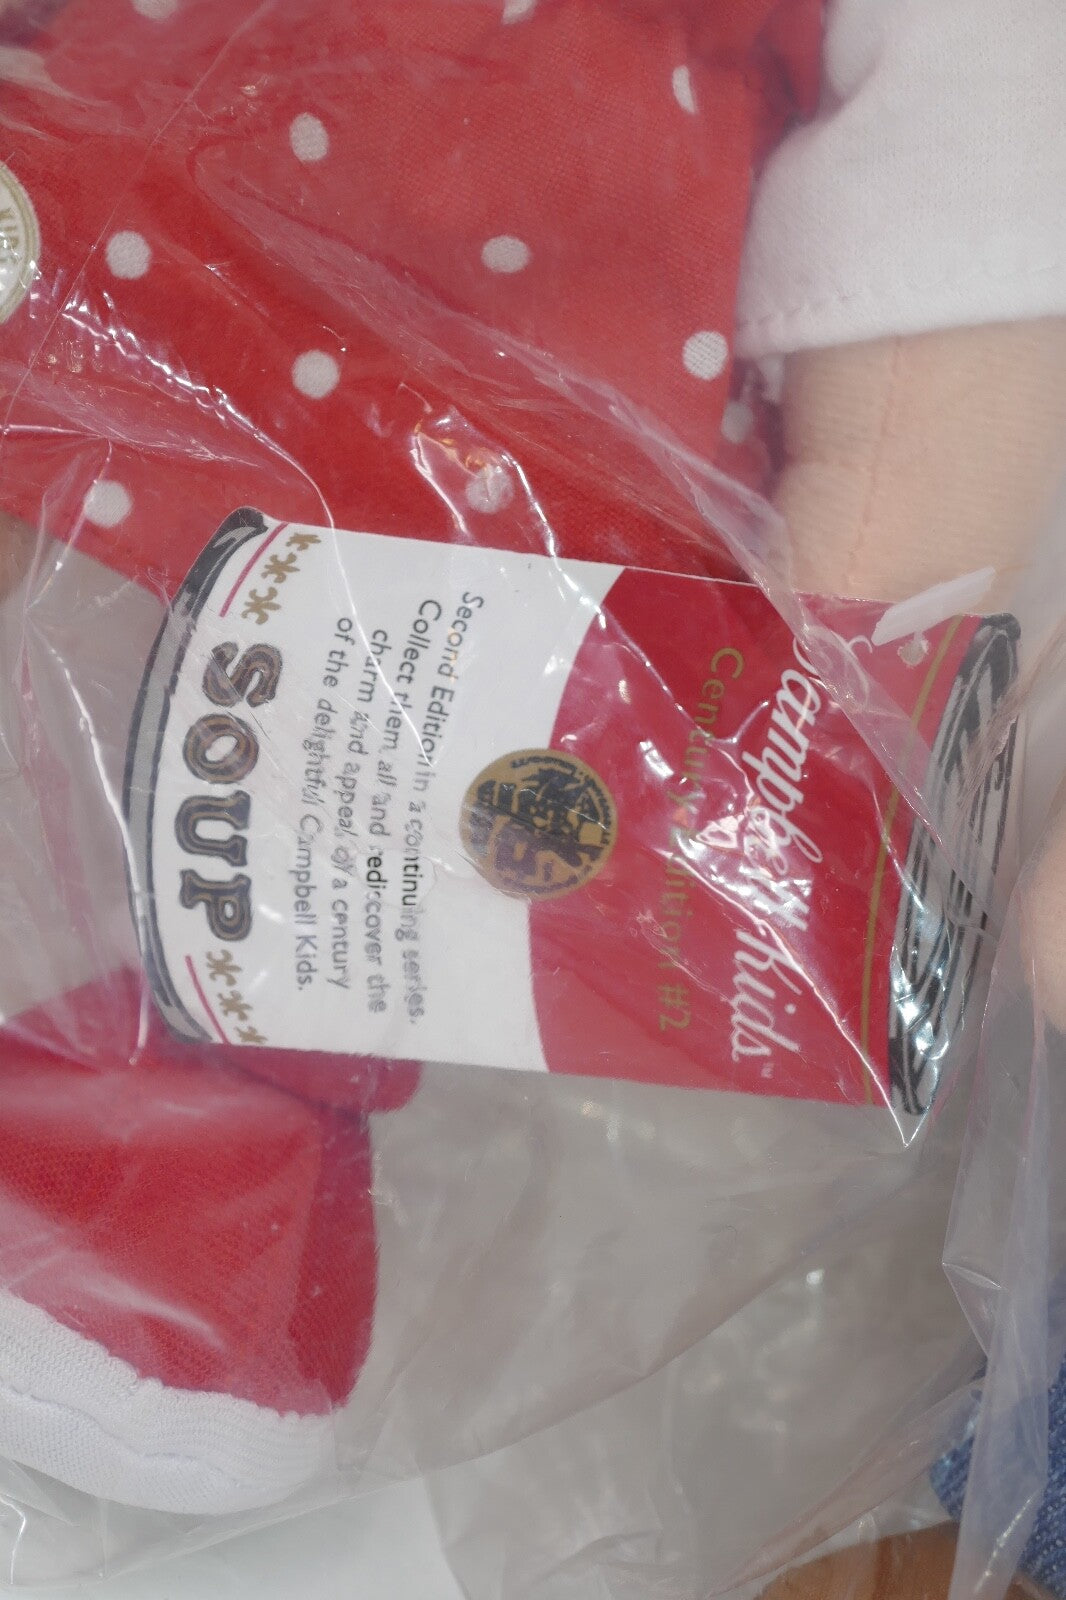 Campbell Kids™
Century Edition #2
Second Edition in a continuing series.
Collect them all and rediscover the
charm and appeal of a century
of the delightful Campbell Kids.
SOUP